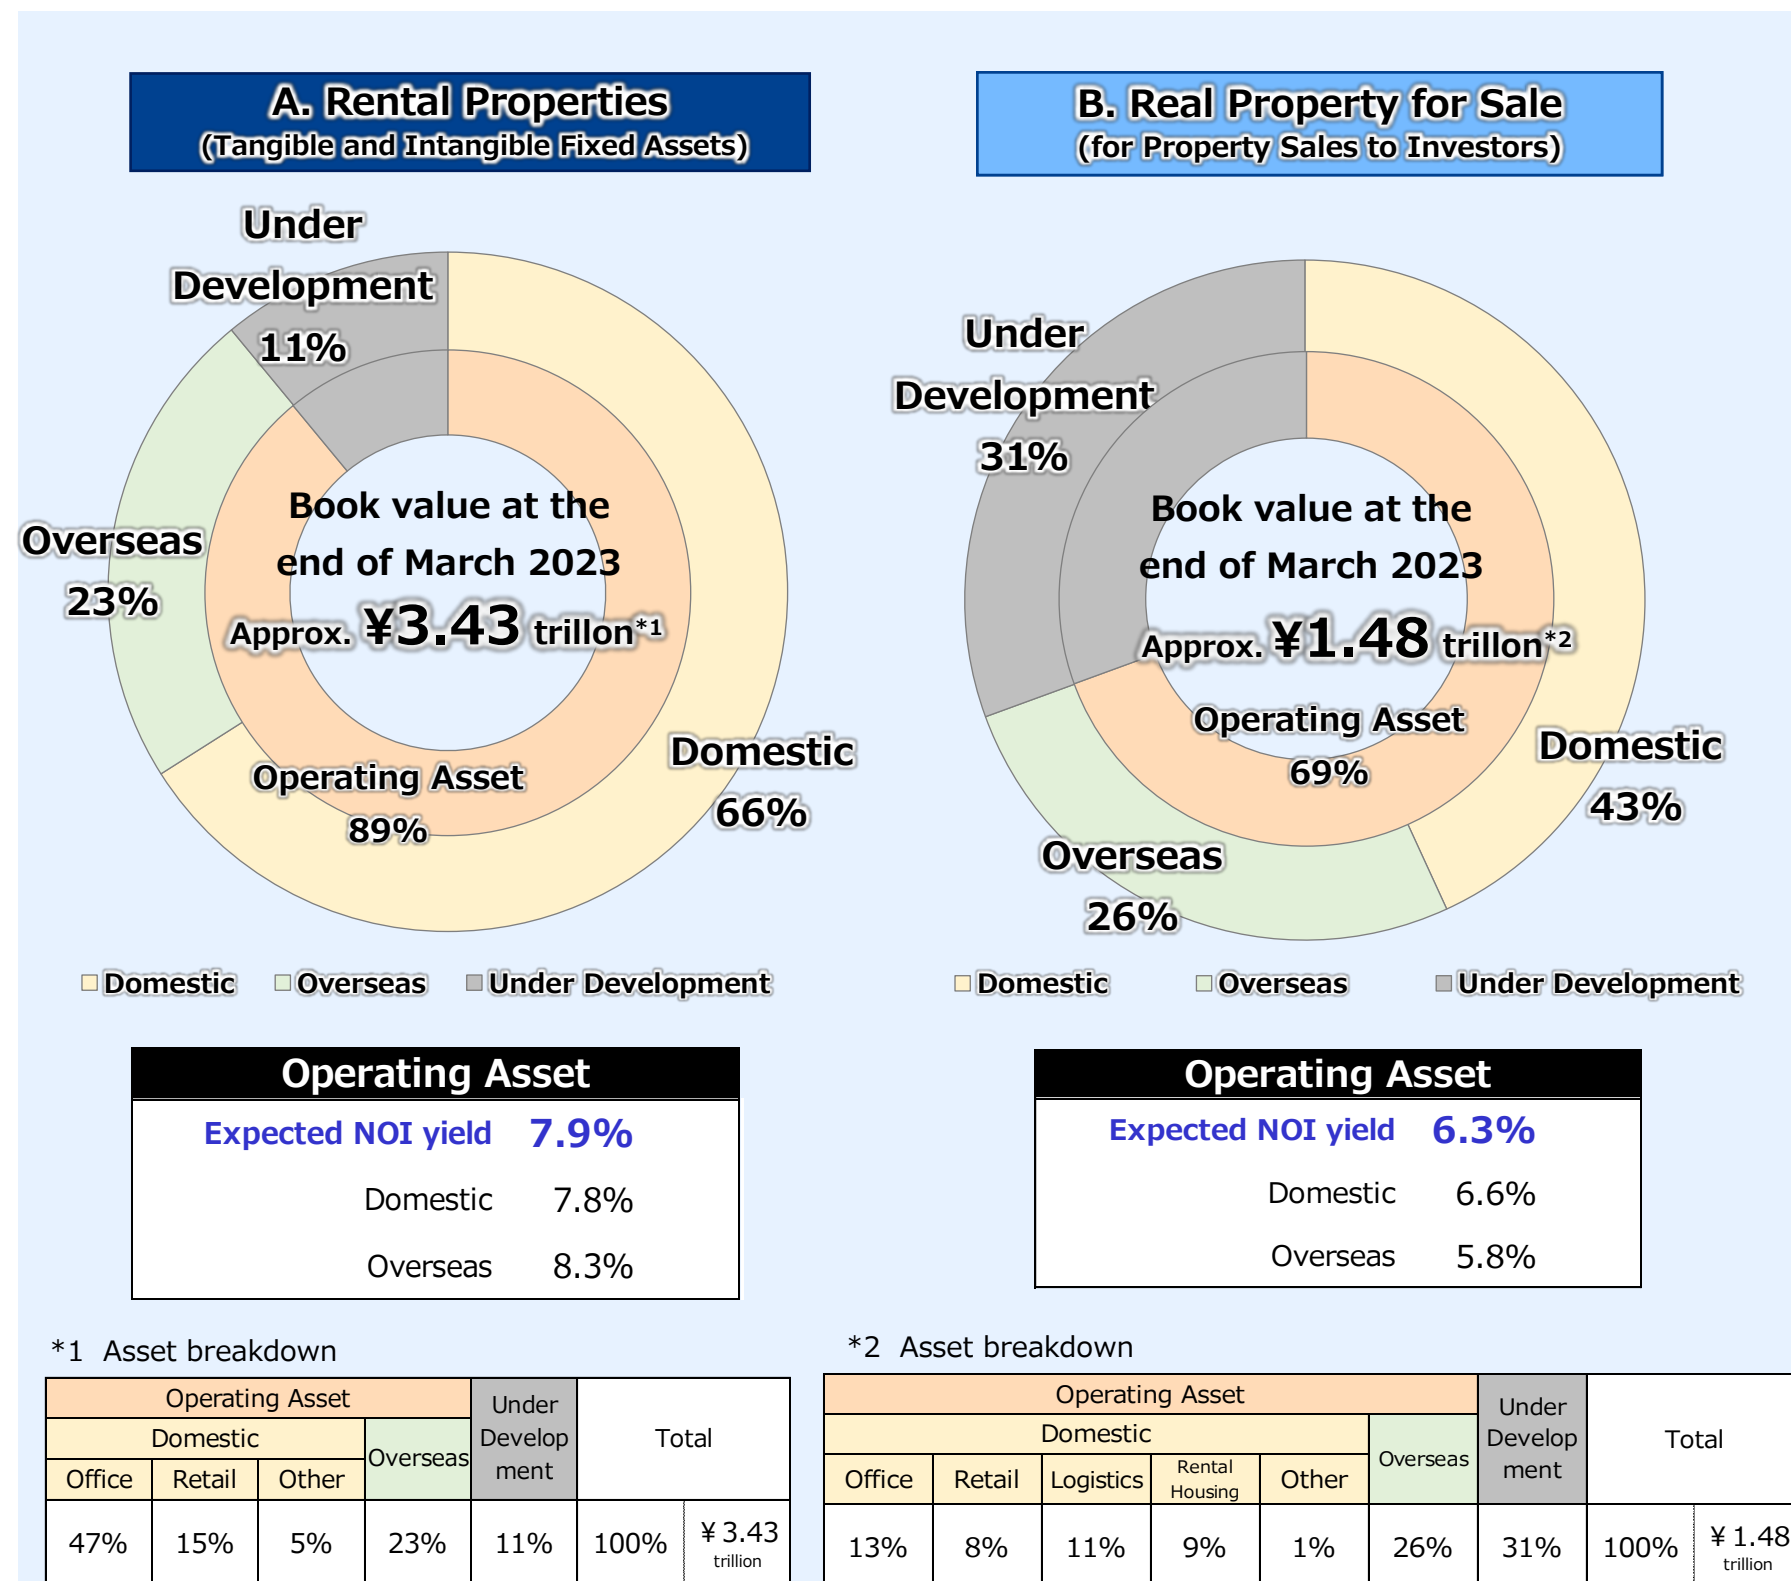 A. Rental Properties
(Tangible and Intangible Fixed Assets)
Under
Development
11%
Overseas
23%
Book value at the
end of March 2023
Approx. ¥3.43 trillon*1
Operating Asset
89%
Domestic
66%
Domestic Overseas Under Development
Operating Asset
Expected NOI yield 7.9%
Domestic 7.8%
Overseas 8.3%
*1 Asset breakdown
Operating Asset
Under
Develop
ment
Total
Domestic
Overseas
Office Retail Other
47% 15% 5% 23% 11% 100% ¥3.43
trillion
B. Real Property for Sale
(for Property Sales to Investors)
Under
Development
31%
Book value at the
end of March 2023
Approx. ¥1.48 trillon*2
Operating Asset
69%
Domestic
43%
Overseas
26%
Domestic Overseas Under Development
Operating Asset
Expected NOI yield 6.3%
Domestic 6.6%
Overseas 5.8%
*2 Asset breakdown
Operating Asset
Under
Develop
ment
Total
Domestic
Overseas
Office Retail Logistics Rental
Housing Other
13% 8% 11% 9% 1% 26% 31% 100% ¥1.48
trillion